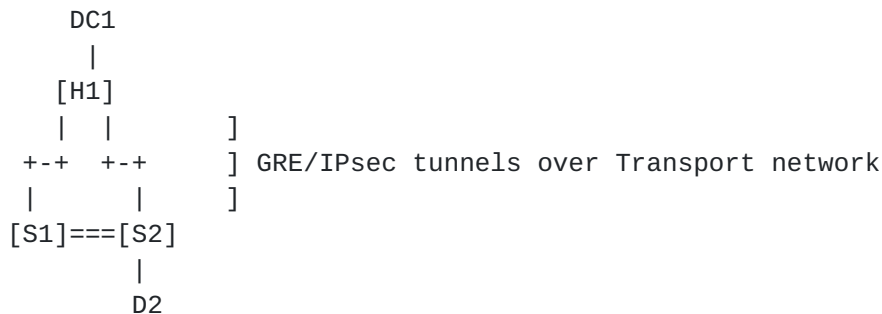 DC1
|
[H1]
| | ]
+-+ +-+ ] GRE/IPsec tunnels over Transport network
| | ]
[S1]===[S2]
|
D2